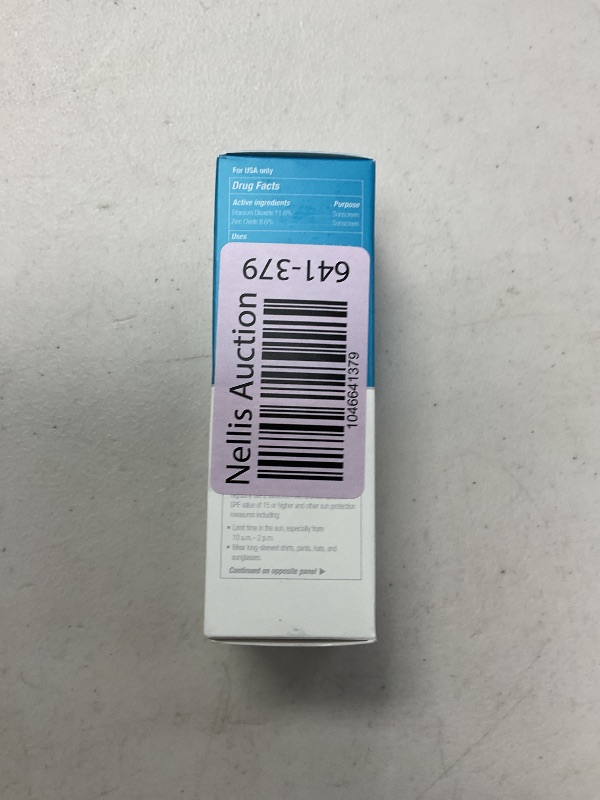 For USA only
Drug Facts
Active ingredients Purpose
Titanium Dioxide 11.6% Sunscreen
Zinc Oxide 8.6% Sunscreen
Uses
641-379
Nellis Auction
1046641379
SPF value of 15 or higher and other sun protection
measures including:
• Limit time in the sun, especially from
10 a.m. - 2 p.m.
• Wear long-sleeved shirts, pants, hats, and
sunglasses.
Continued on opposite panel ▶